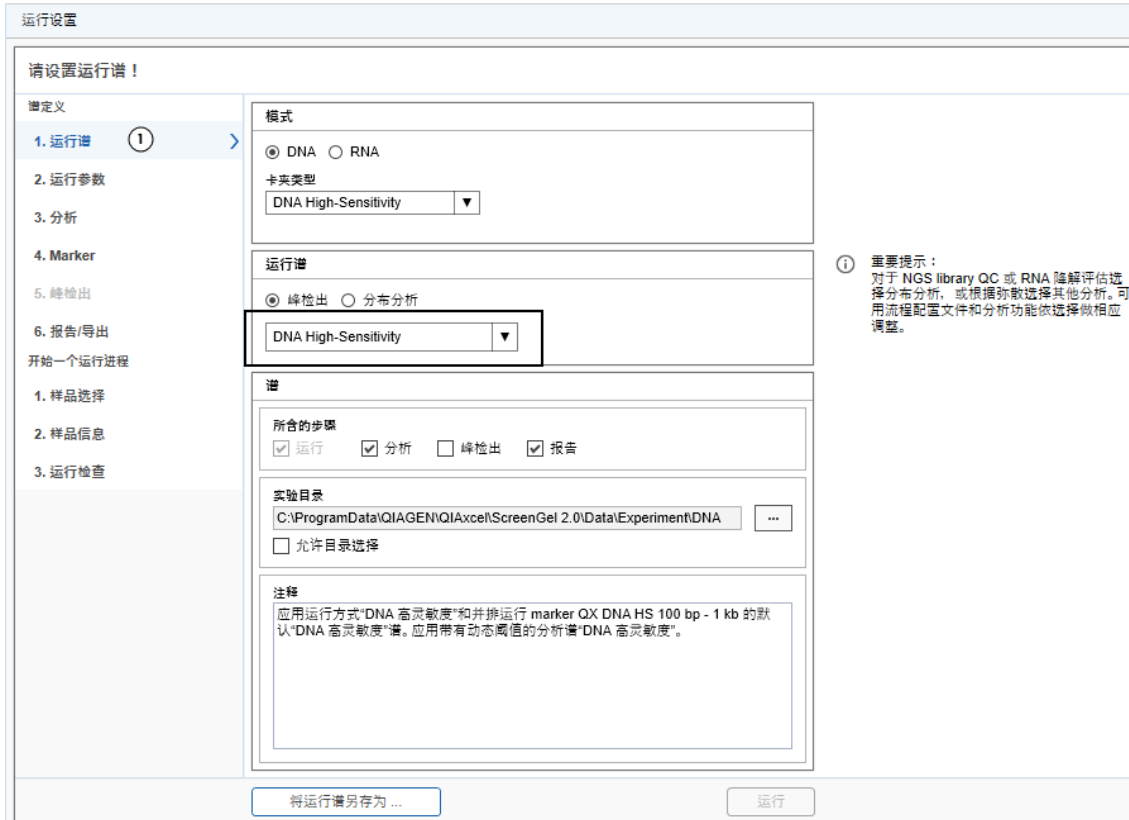 运行设置
请设置运行谱！
谱定义
1. 运行谱
1
2. 运行参数
3. 分析
4. Marker
5. 峰检出
6. 报告/导出
开始一个运行进程
1. 样品选择
2. 样品信息
3. 运行检查
模式
DNA RNA
卡夹类型
DNA High-Sensitivity
运行谱
峰检出 分布分析
DNA High-Sensitivity
谱
所含的步骤
运行 分析 峰检出 报告
实验目录
C:\ProgramData\QIAGEN\QIAxcel\ScreenGel 2.0\Data\Experiment\DNA
...
允许目录选择
注释
应用运行方式“DNA 高灵敏度”和并排运行 marker QX DNA HS 100 bp - 1 kb 的默
认“DNA 高灵敏度”谱。应用带有动态阈值的分析谱“DNA 高灵敏度”。
重要提示：
对于 NGS library QC 或 RNA 降解评估选
择分布分析，或根据弥散选择其他分析。可
用流程配置文件和分析功能依选择做相应
调整。
将运行谱另存为 ...
运行